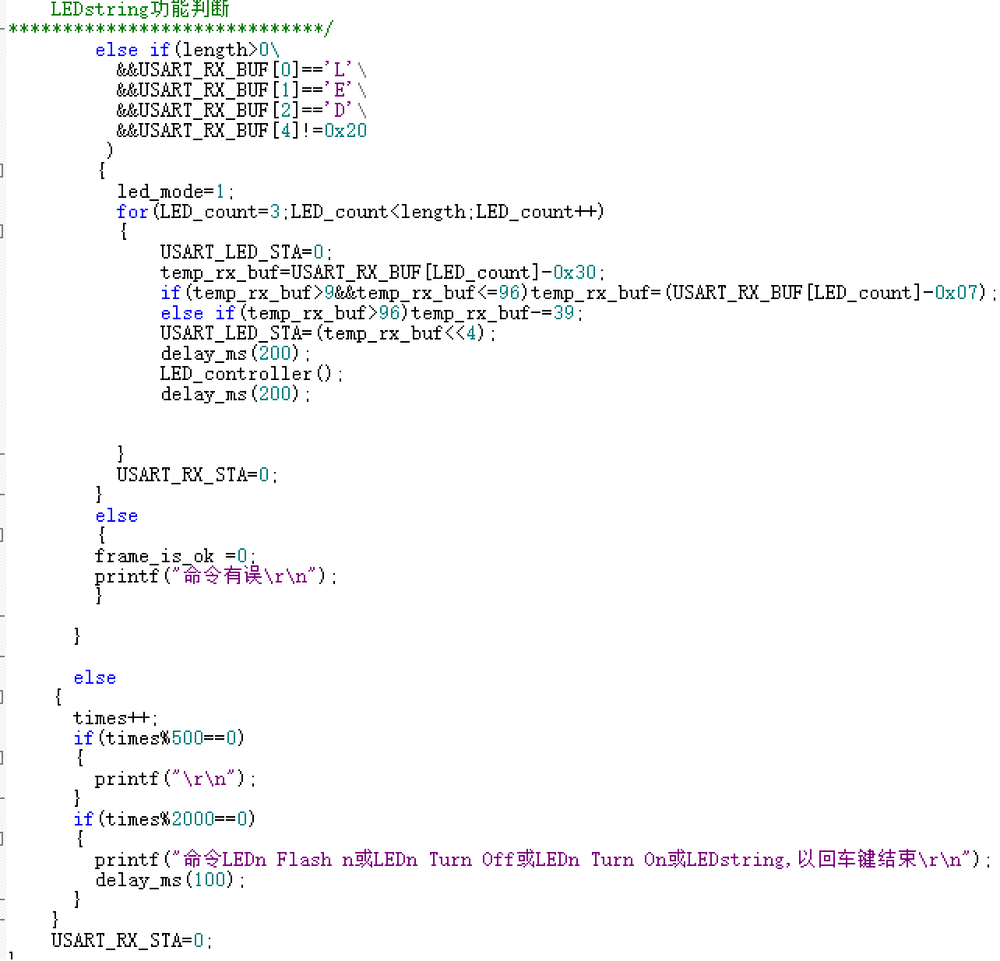 LEDstring功能判断
*****************************/
else if(length>0\
&&USART_RX_BUF[0]=='L'\
&&USART_RX_BUF[1]=='E'\
&&USART_RX_BUF[2]=='D'\
&&USART_RX_BUF[4]!=0x20
)
{
led_mode=1;
for(LED_count=3;LED_count<length;LED_count++)
{
USART_LED_STA=0;
temp_rx_buf=USART_RX_BUF[LED_count]-0x30;
if(temp_rx_buf>9&&temp_rx_buf<=96)temp_rx_buf=(USART_RX_BUF[LED_count]-0x07);
else if(temp_rx_buf>96)temp_rx_buf-=39;
USART_LED_STA=(temp_rx_buf<<4);
delay_ms(200);
LED_controller();
delay_ms(200);
}
USART_RX_STA=0;
}
else
{
frame_is_ok =0;
printf("命令有误\r\n");
}
}
else
{
times++;
if(times%500==0)
{
printf("\r\n");
}
if(times%2000==0)
{
printf("命令LEDn Flash n或LEDn Turn Off或LEDn Turn On或LEDstring,以回车键结束\r\n");
delay_ms(100);
}
}
USART_RX_STA=0;